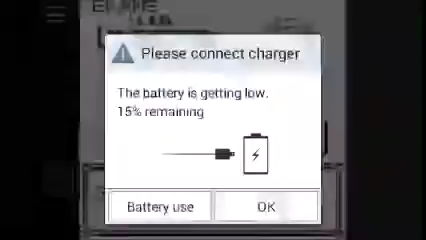 Please connect charger
The battery is getting low.
15% remaining
Battery use
OK